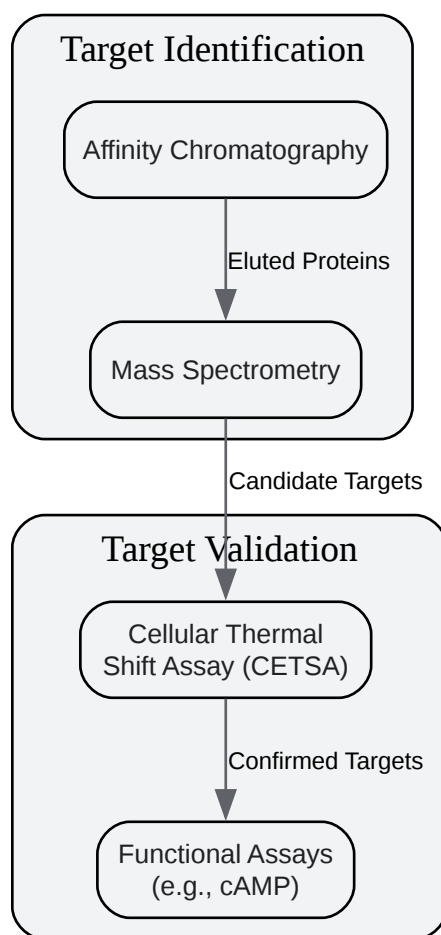 Target Identification
Affinity Chromatography
Eluted Proteins
Mass Spectrometry
Candidate Targets
Target Validation
Cellular Thermal
Shift Assay (CETSA)
Confirmed Targets
Functional Assays
(e.g., cAMP)